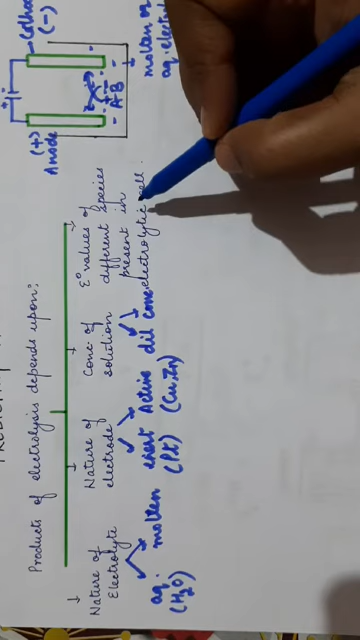 Products of electrolysis depends upon:
Nature of
Electrolyte
aq.
(H2O)
molten
Nature of
electrode
inert
(Pt)
Active
(Cu, Zn)
Conc of
solution
dil
conc.
E° values of
different species
present in
electrolytic cell.
(+)
Anode
Cathode
(-)
+
-
A+B-
molten or
aq.